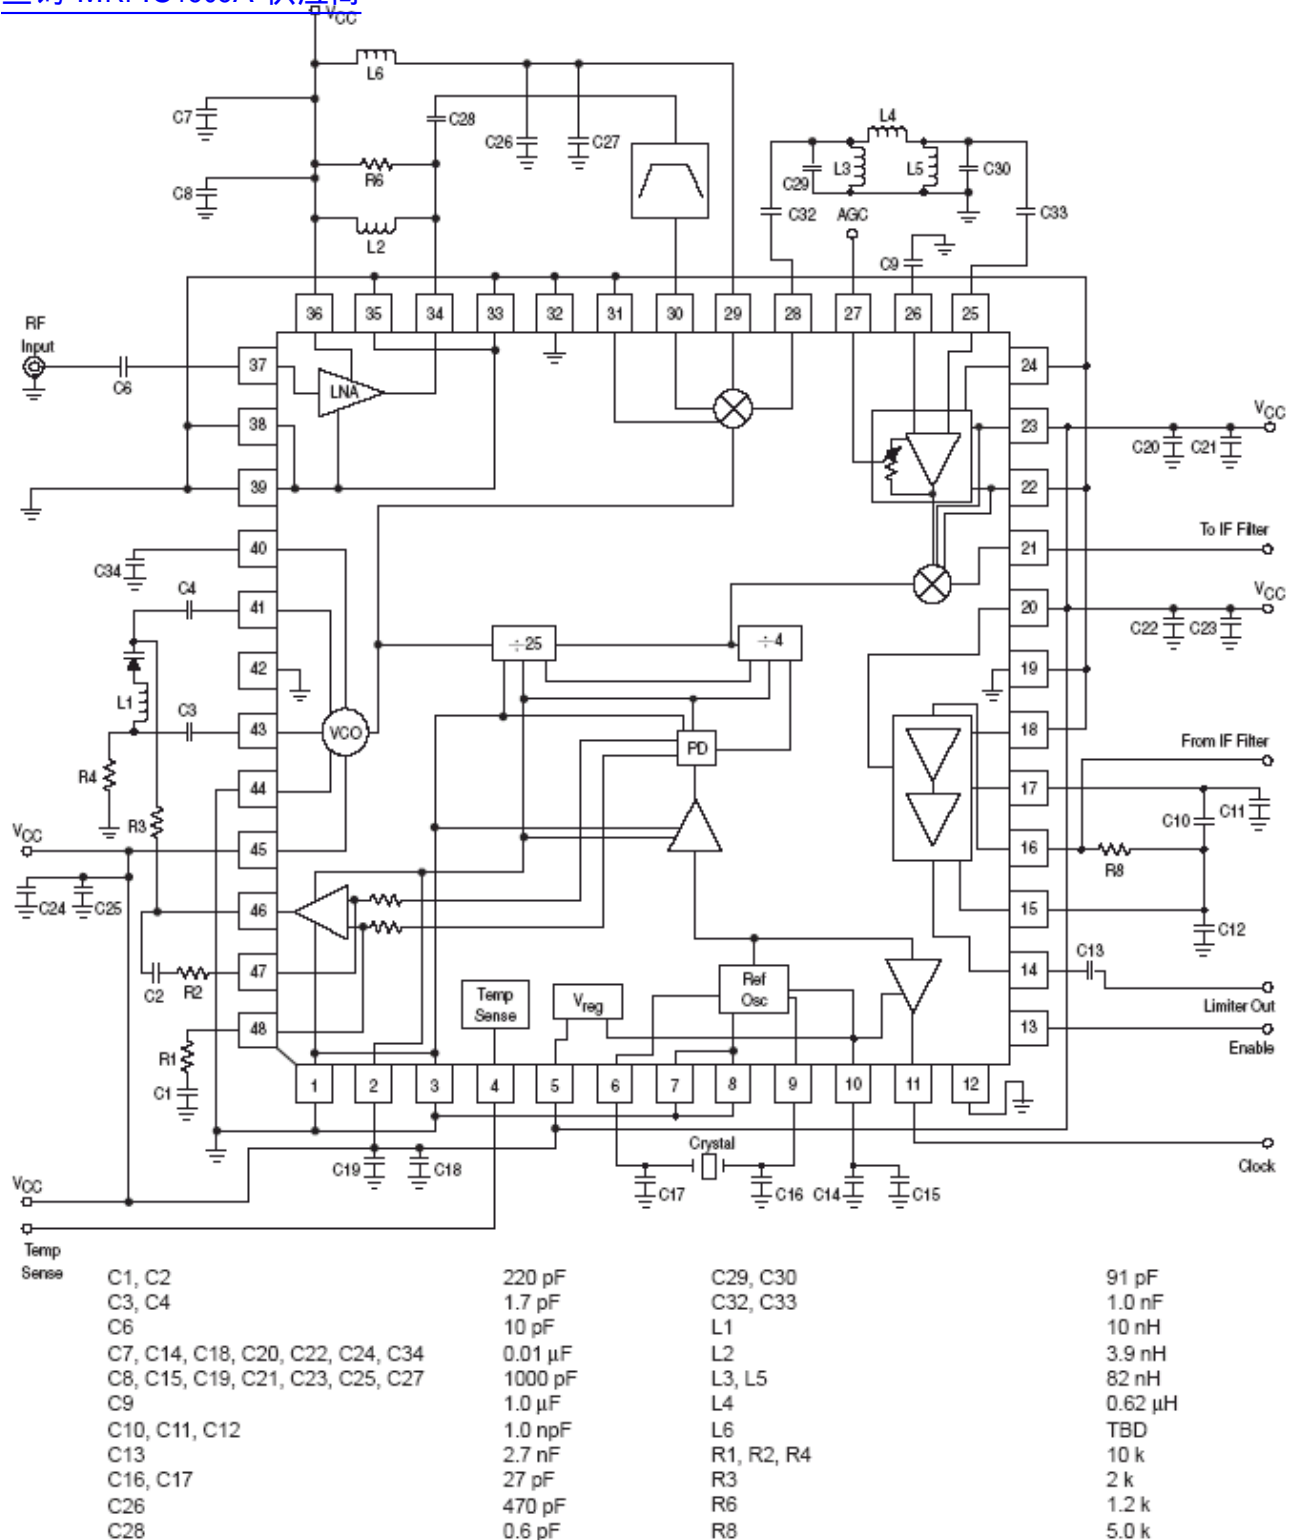 VCC
L6
C7
C28
C26
C27
L4
R6
C8
L3
L5
C29
C30
L2
C32
AGC
C33
C9
36
35
34
33
32
31
30
29
28
27
26
25
RF
Input
37
LNA
24
C6
38
23
VCC
C20
C21
39
22
40
21
To IF Filter
C34
C4
41
20
VCC
C22
C23
÷25
÷4
42
19
L1
C3
43
VCO
PD
18
From IF Filter
R4
44
17
C10
C11
R3
VCC
45
16
R8
C24
C25
46
15
C12
C13
47
14
C2
R2
Temp
Sense
Vreg
Ref
Osc
Limiter Out
48
13
Enable
R1
C1
1
2
3
4
5
6
7
8
9
10
11
12
Crystal
Clock
C19
C18
C17
C16
C14
C15
VCC
Temp
Sense
C1, C2 220 pF C29, C30 91 pF
C3, C4 1.7 pF C32, C33 1.0 nF
C6 10 pF L1 10 nH
C7, C14, C18, C20, C22, C24, C34 0.01 µF L2 3.9 nH
C8, C15, C19, C21, C23, C25, C27 1000 pF L3, L5 82 nH
C9 1.0 µF L4 0.62 µH
C10, C11, C12 1.0 npF L6 TBD
C13 2.7 nF R1, R2, R4 10 k
C16, C17 27 pF R3 2 k
C26 470 pF R6 1.2 k
C28 0.6 pF R8 5.0 k